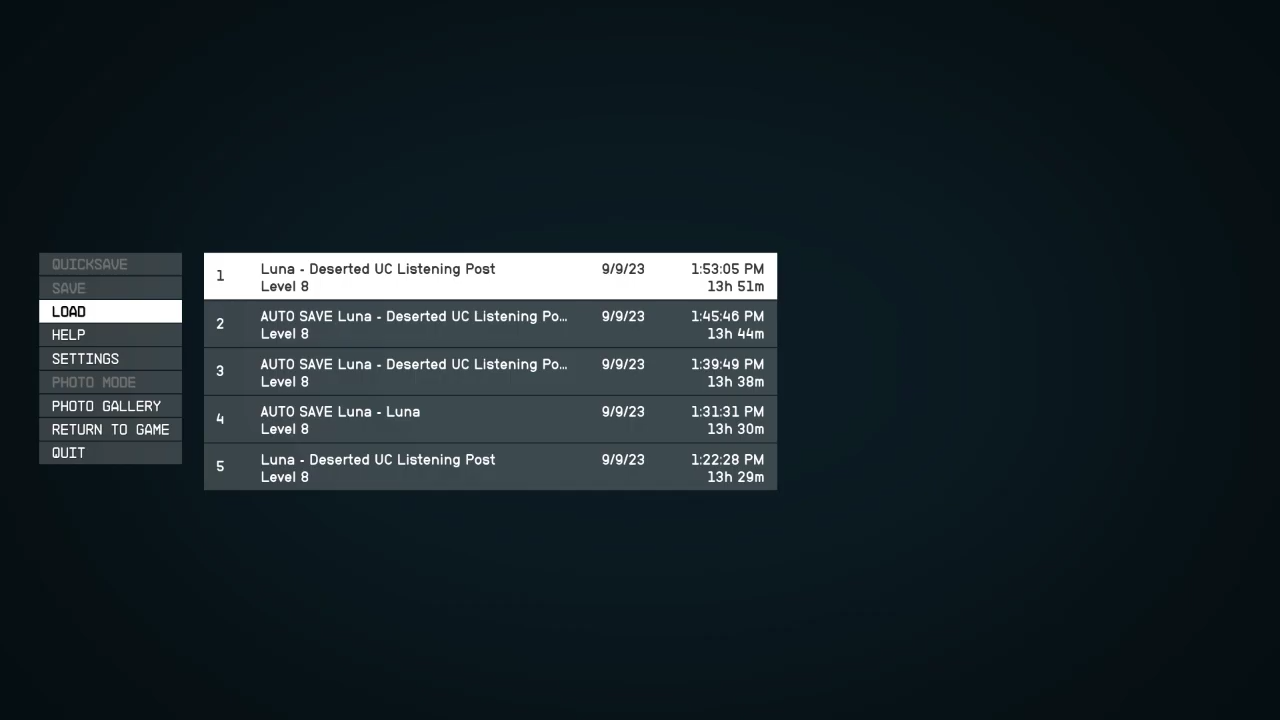 QUICKSAVE
SAVE
LOAD
HELP
SETTINGS
PHOTO MODE
PHOTO GALLERY
RETURN TO GAME
QUIT
1 Luna - Deserted UC Listening Post 9/9/23 1:53:05 PM
Level 8 13h 51m
2 AUTO SAVE Luna - Deserted UC Listening Po... 9/9/23 1:45:46 PM
Level 8 13h 44m
3 AUTO SAVE Luna - Deserted UC Listening Po... 9/9/23 1:39:49 PM
Level 8 13h 38m
4 AUTO SAVE Luna - Luna 9/9/23 1:31:31 PM
Level 8 13h 30m
5 Luna - Deserted UC Listening Post 9/9/23 1:22:28 PM
Level 8 13h 29m